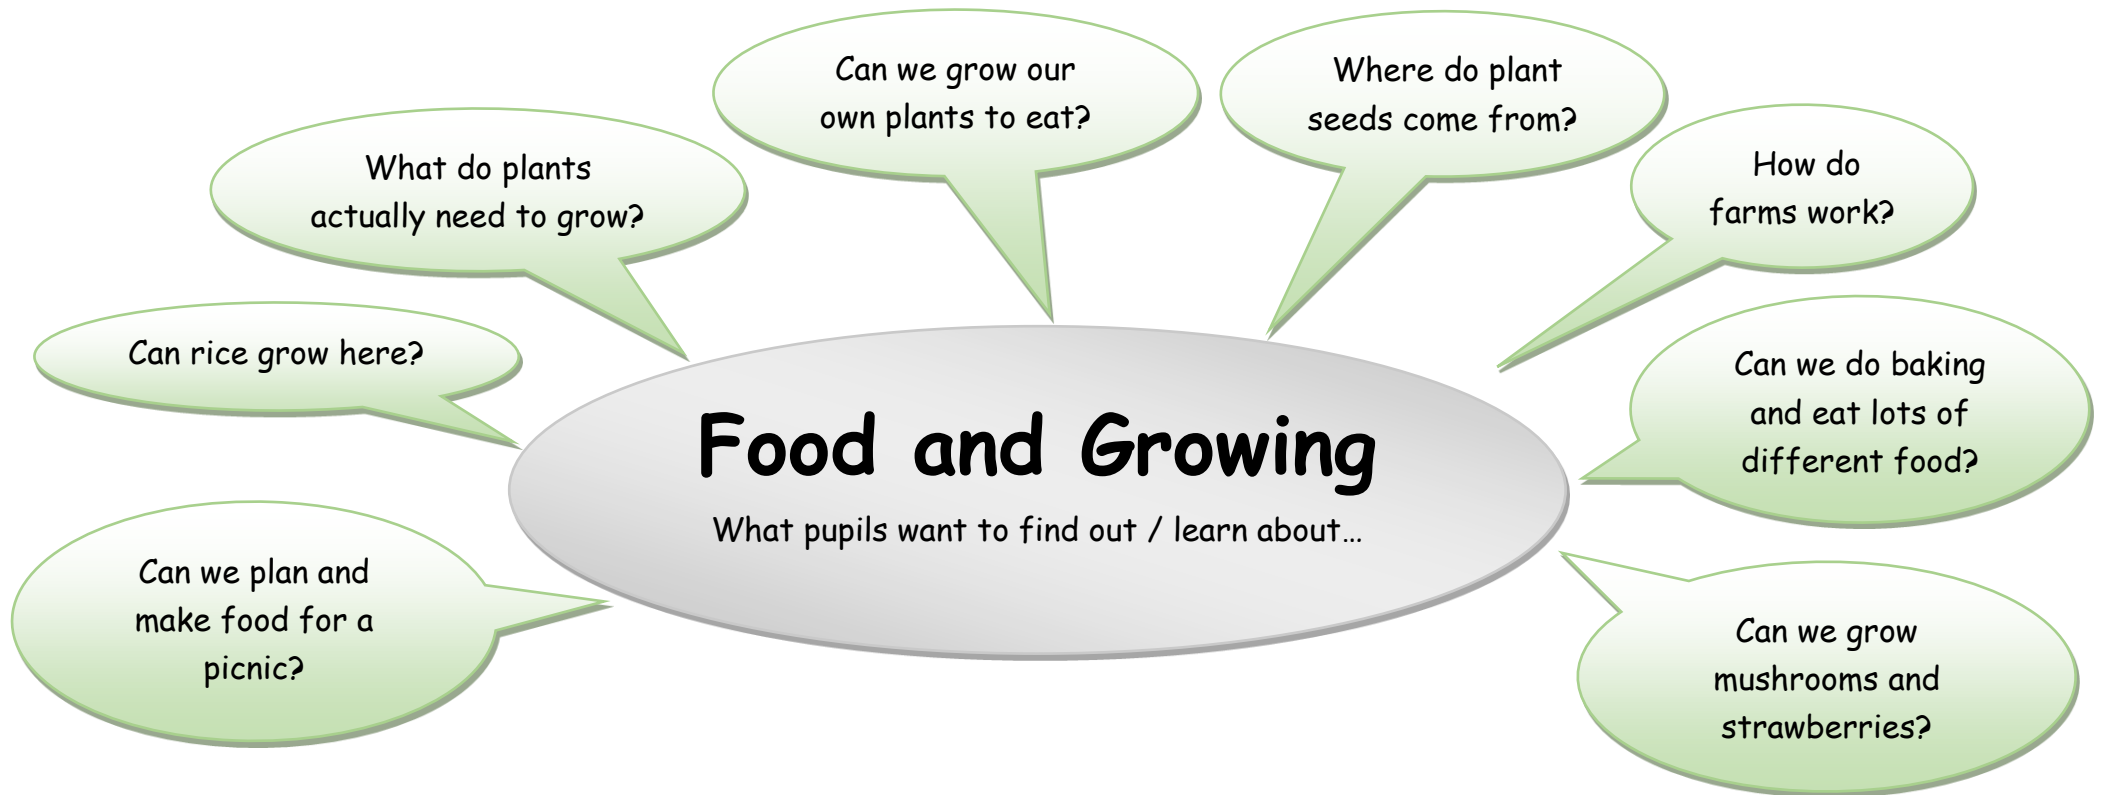 Can we grow our
own plants to eat?
Where do plant
seeds come from?
What do plants
actually need to grow?
How do
farms work?
Can rice grow here?
Can we do baking
and eat lots of
different food?
Food and Growing
What pupils want to find out / learn about…
Can we plan and
make food for a
picnic?
Can we grow
mushrooms and
strawberries?